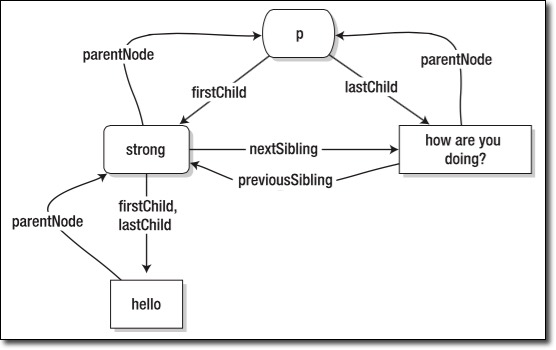 p
parentNode
parentNode
firstChild
lastChild
strong
nextSibling
how are you
doing?
previousSibling
parentNode
firstChild,
lastChild
hello